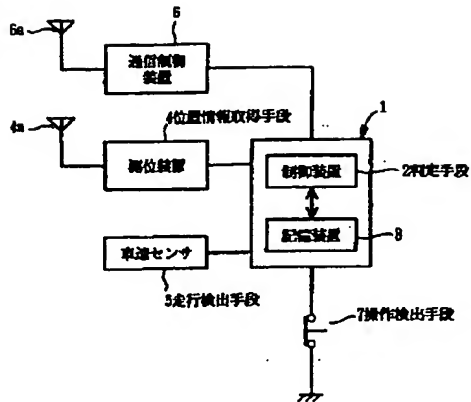 6a
6
通信制御
装置
4a
4位置情報取得手段
測位装置
1
制御装置
2判定手段
記憶装置
8
車速センサ
5走行検出手段
7操作検出手段